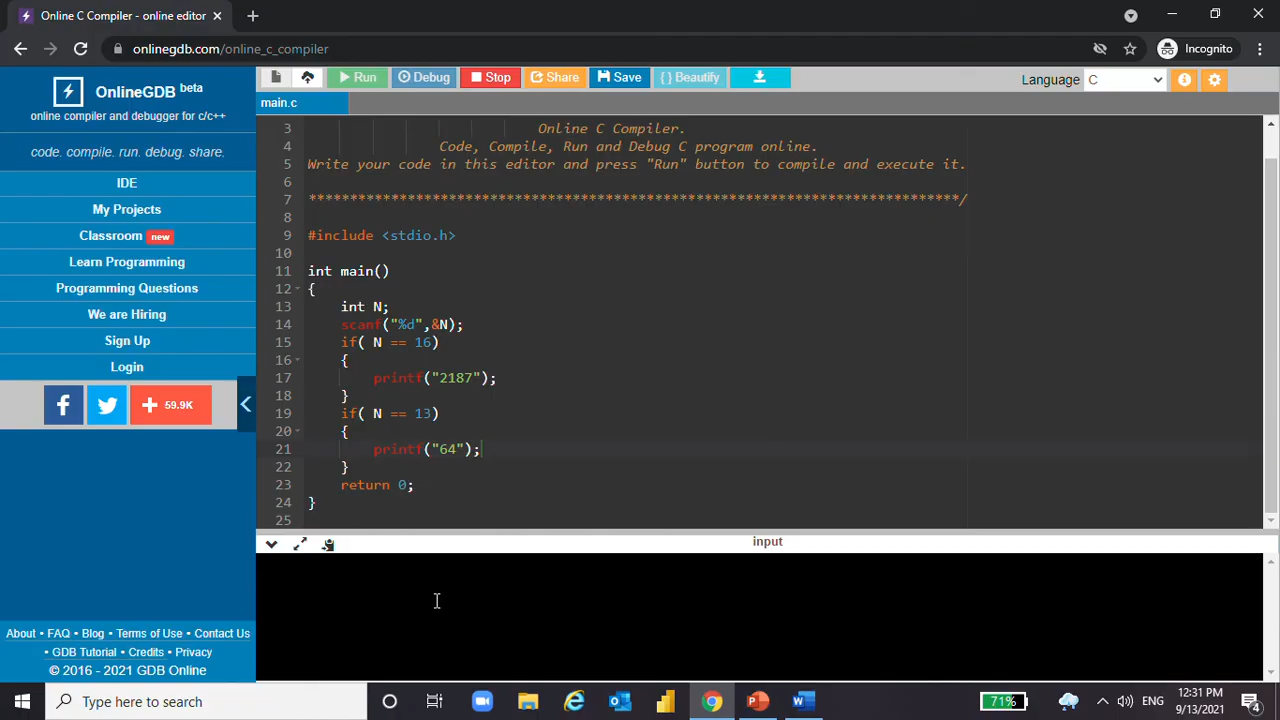 Online C Compiler - online editor
onlinegdb.com/online_c_compiler
Incognito
OnlineGDB beta
online compiler and debugger for c/c++
code. compile. run. debug. share.
IDE
My Projects
Classroom new
Learn Programming
Programming Questions
We are Hiring
Sign Up
Login
f + 59.9K
About • FAQ • Blog • Terms of Use • Contact Us
• GDB Tutorial • Credits • Privacy
© 2016 - 2021 GDB Online
Run Debug Stop Share Save { } Beautify Language C
main.c
3 Online C Compiler.
4 Code, Compile, Run and Debug C program online.
5 Write your code in this editor and press "Run" button to compile and execute it.
6
7 *******************************************************************************/
8
9 #include <stdio.h>
10
11 int main()
12 {
13 int N;
14 scanf("%d",&N);
15 if( N == 16)
16 {
17 printf("2187");
18 }
19 if( N == 13)
20 {
21 printf("64");
22 }
23 return 0;
24 }
25
input
Type here to search
71%
ENG
12:31 PM
9/13/2021
4